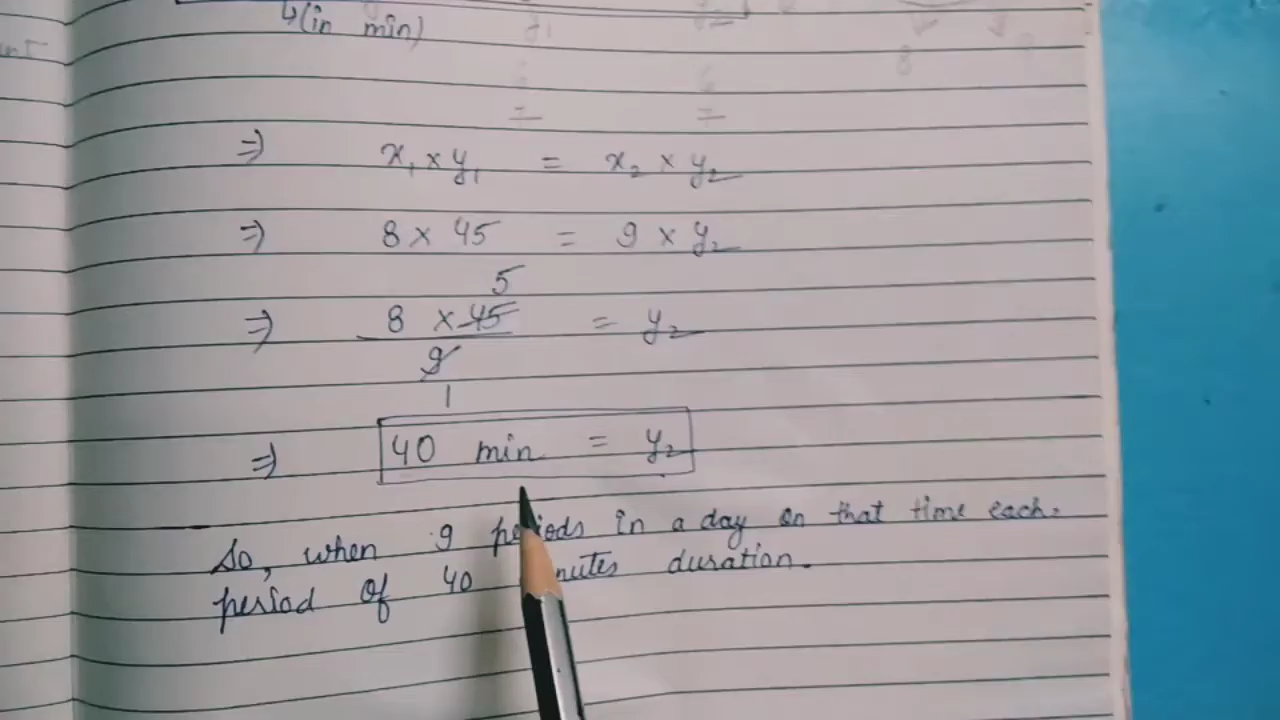 ↳(in min)
⇒ x₁ × y₁ = x₂ × y₂
⇒ 8 × 45 = 9 × y₂
5
⇒ 8 × 45 = y₂
9
1
⇒ 40 min = y₂
So, when 9 periods in a day on that time each
period of 40 minutes duration.